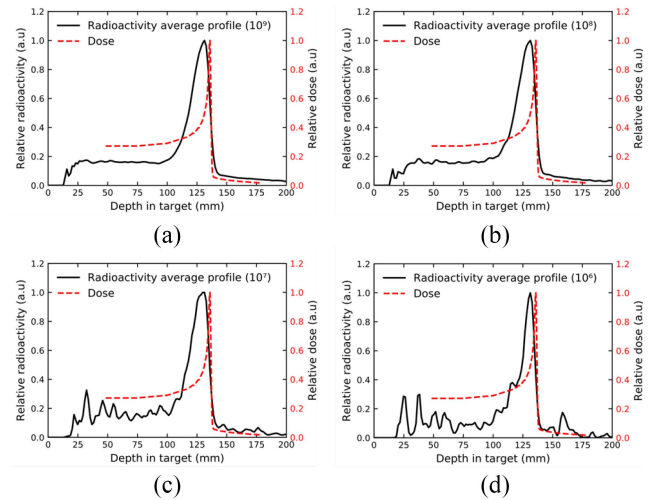 1.2
1.0
0.8
0.6
0.4
0.2
0.0
Relative radioactivity (a.u)
Radioactivity average profile (10⁹)
Dose
1.2
1.0
0.8
0.6
0.4
0.2
0.0
Relative dose (a.u)
0 25 50 75 100 125 150 175 200
Depth in target (mm)
(a)
1.2
1.0
0.8
0.6
0.4
0.2
0.0
Relative radioactivity (a.u)
Radioactivity average profile (10⁸)
Dose
1.2
1.0
0.8
0.6
0.4
0.2
0.0
Relative dose (a.u)
0 25 50 75 100 125 150 175 200
Depth in target (mm)
(b)
1.2
1.0
0.8
0.6
0.4
0.2
0.0
Relative radioactivity (a.u)
Radioactivity average profile (10⁷)
Dose
1.2
1.0
0.8
0.6
0.4
0.2
0.0
Relative dose (a.u)
0 25 50 75 100 125 150 175 200
Depth in target (mm)
(c)
1.2
1.0
0.8
0.6
0.4
0.2
0.0
Relative radioactivity (a.u)
Radioactivity average profile (10⁶)
Dose
1.2
1.0
0.8
0.6
0.4
0.2
0.0
Relative dose (a.u)
0 25 50 75 100 125 150 175 200
Depth in target (mm)
(d)